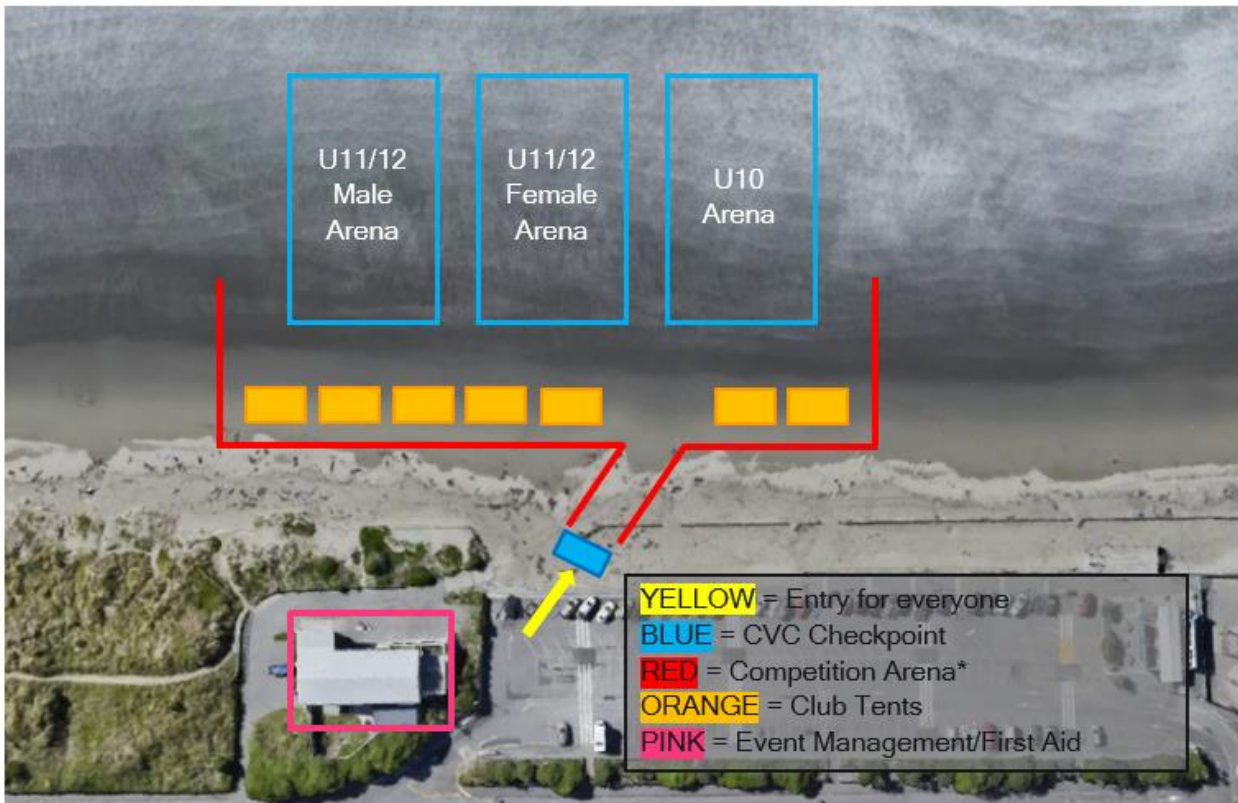 U11/12
Male
Arena
U11/12
Female
Arena
U10
Arena
YELLOW = Entry for everyone
BLUE = CVC Checkpoint
RED = Competition Arena*
ORANGE = Club Tents
PINK = Event Management/First Aid